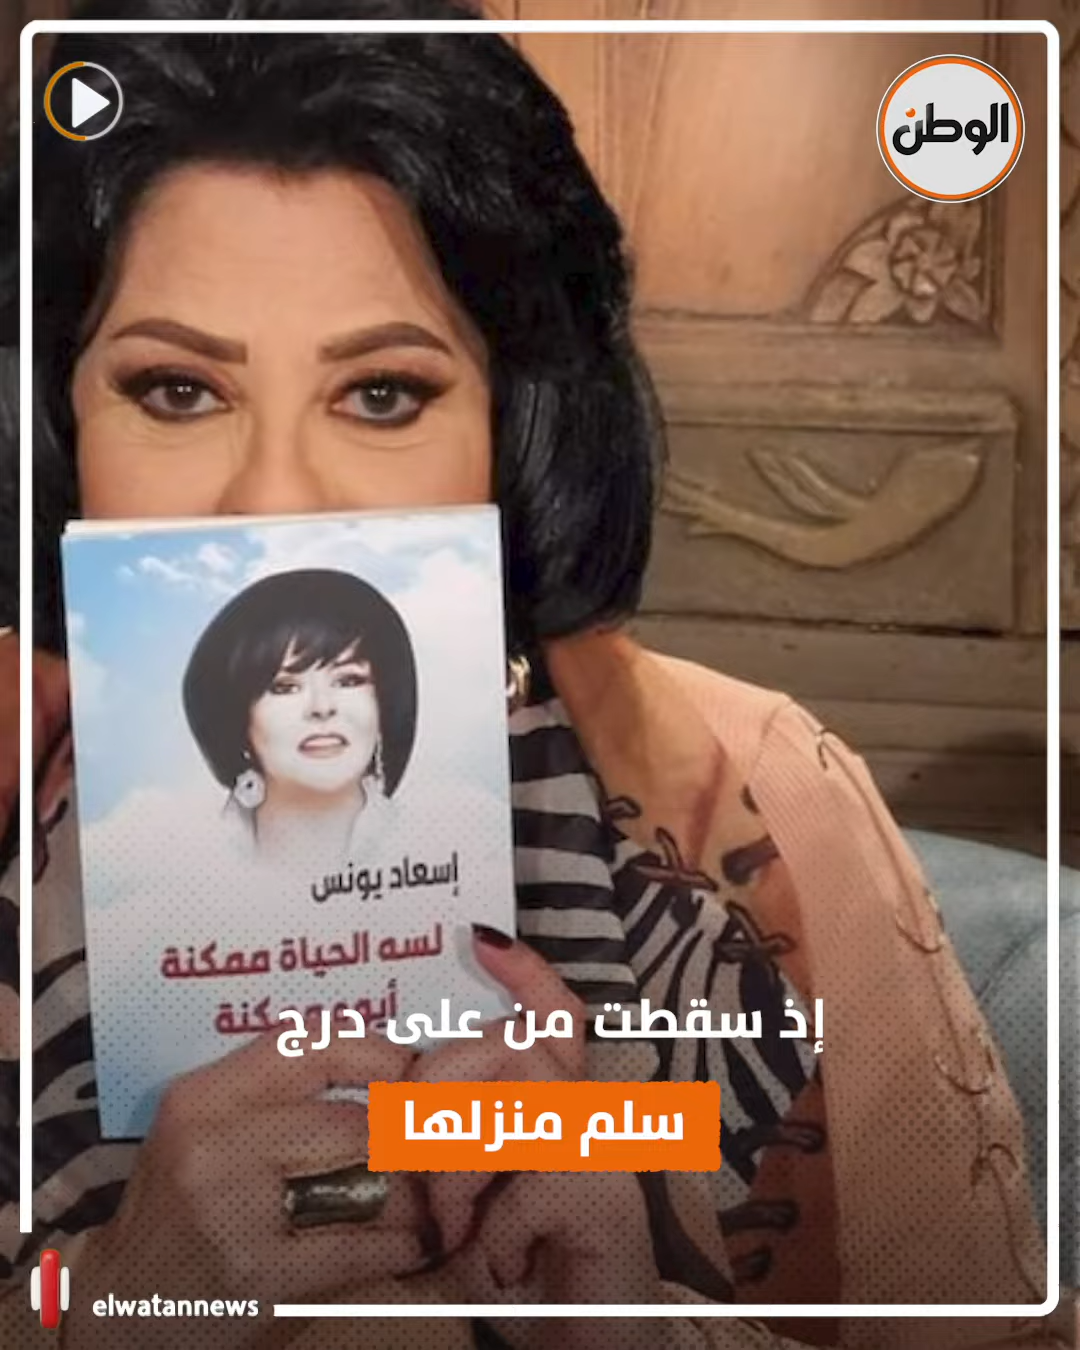 الوطن
إسعاد يونس
لسه الحياة ممكنة
إذ سقطت من على درج
سلم منزلها
elwatannews